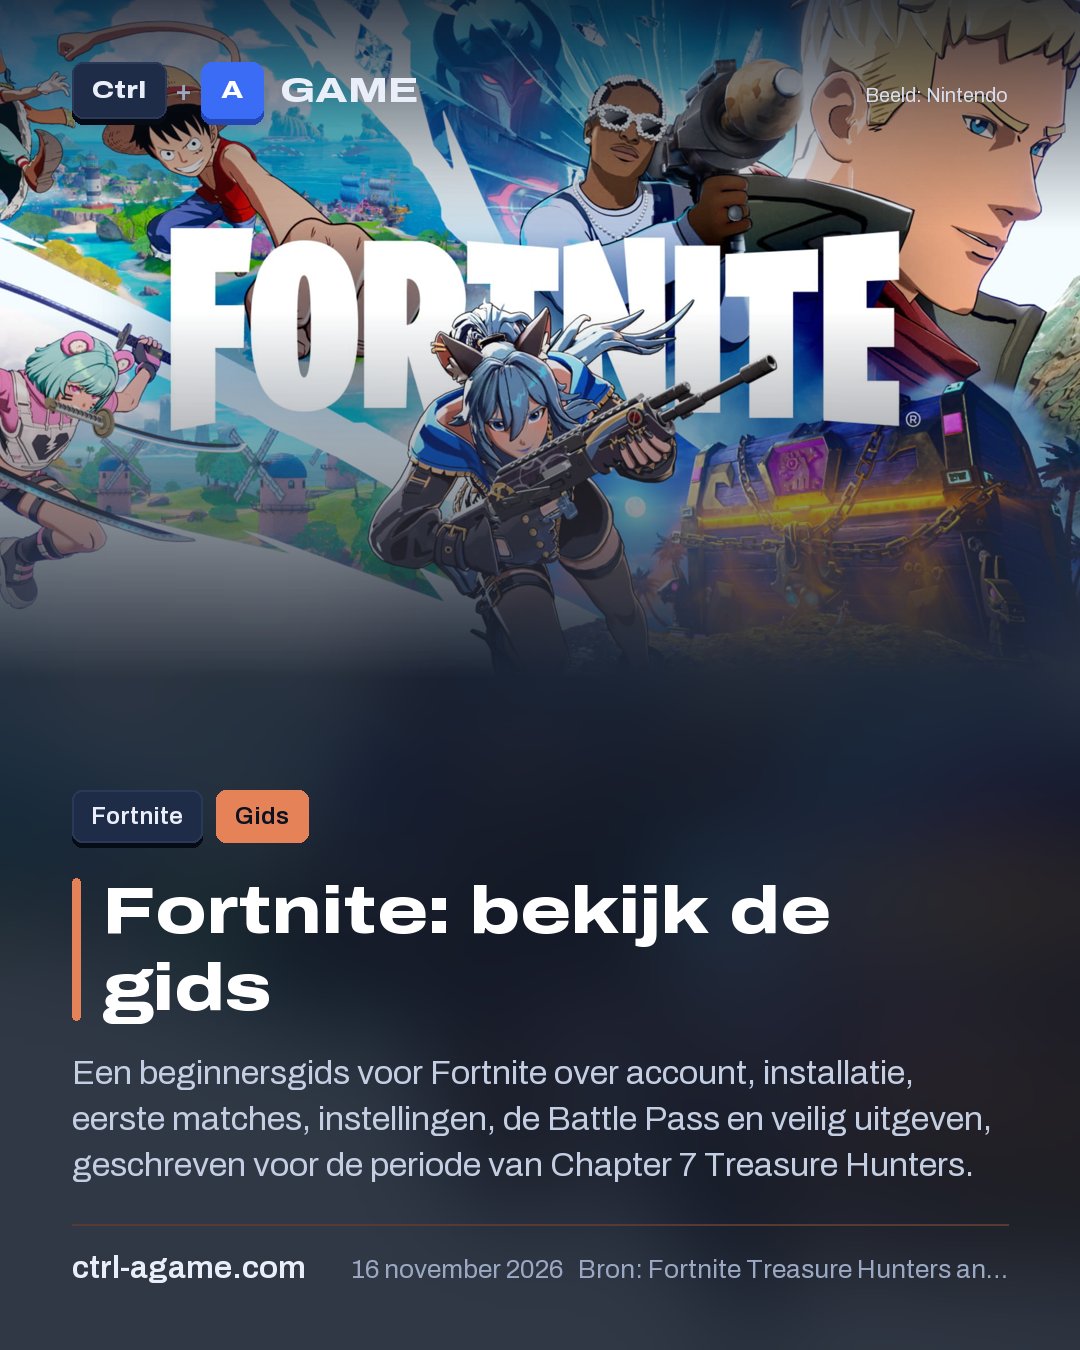 Ctrl + A GAME
Beeld: Nintendo
FORTNITE®
Fortnite Gids
Fortnite: bekijk de
gids
Een beginnersgids voor Fortnite over account, installatie,
eerste matches, instellingen, de Battle Pass en veilig uitgeven,
geschreven voor de periode van Chapter 7 Treasure Hunters.
ctrl-agame.com 16 november 2026 Bron: Fortnite Treasure Hunters an...